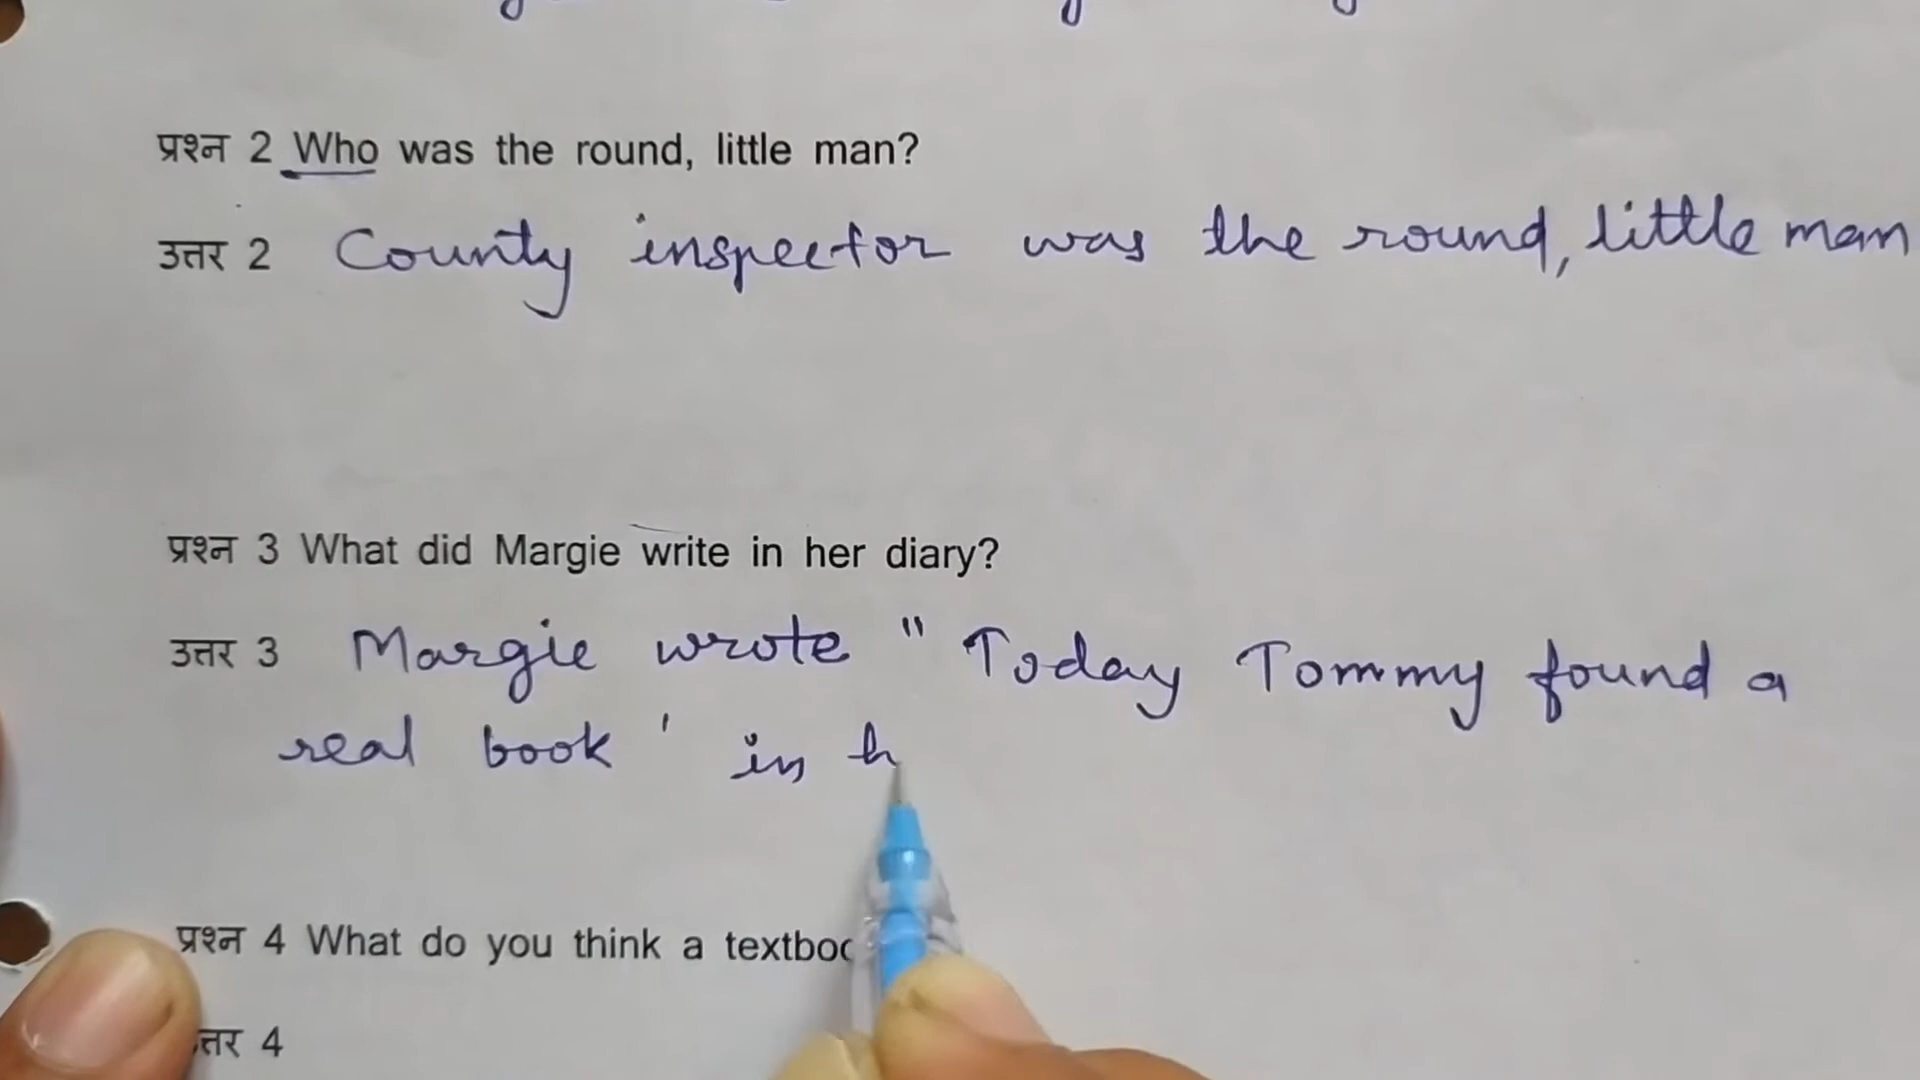 प्रश्न 2 Who was the round, little man?
उत्तर 2 County inspector was the round, little man
प्रश्न 3 What did Margie write in her diary?
उत्तर 3 Margie wrote " Today Tommy found a
real book ' in h
प्रश्न 4 What do you think a
त्तर 4